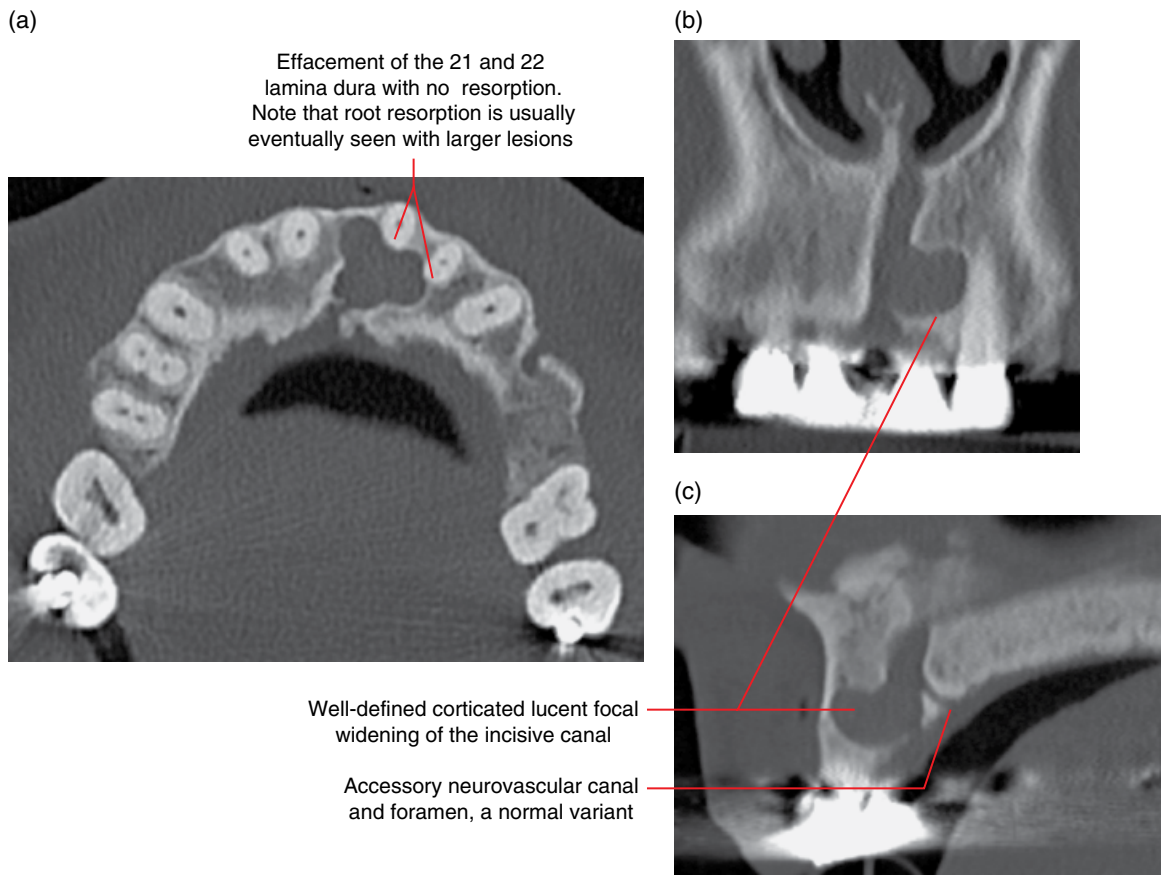 (a)
Effacement of the 21 and 22
lamina dura with no resorption.
Note that root resorption is usually
eventually seen with larger lesions
(b)
(c)
Well-defined corticated lucent focal
widening of the incisive canal
Accessory neurovascular canal
and foramen, a normal variant